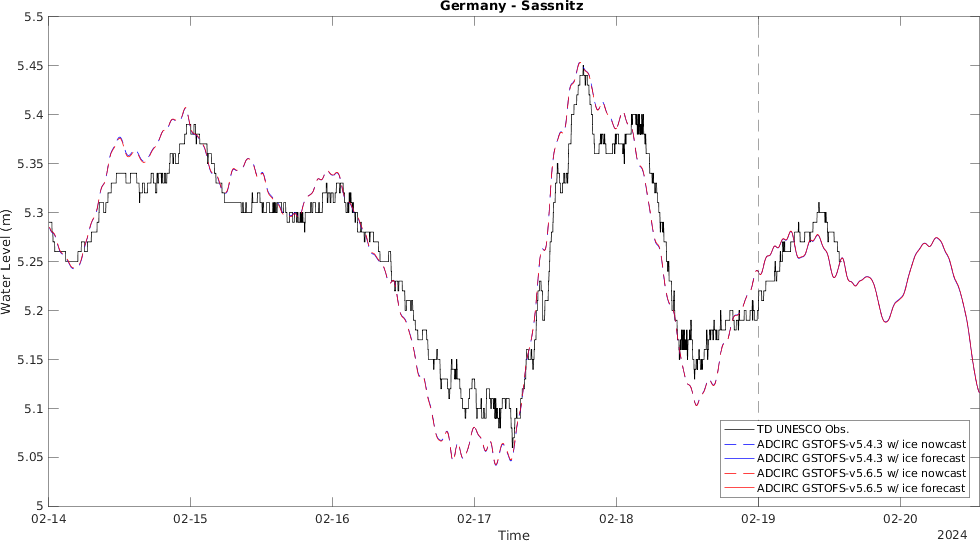 Germany - Sassnitz
5.5
5.45
5.4
5.35
5.3
5.25
5.2
5.15
5.1
5.05
5
Water Level (m)
02-14 02-15 02-16 02-17 02-18 02-19 02-20
Time
2024
TD UNESCO Obs.
ADCIRC GSTOFS-v5.4.3 w/ ice nowcast
ADCIRC GSTOFS-v5.4.3 w/ ice forecast
ADCIRC GSTOFS-v5.6.5 w/ ice nowcast
ADCIRC GSTOFS-v5.6.5 w/ ice forecast